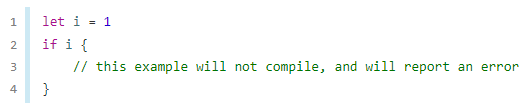 1 let i = 1
2 if i {
3     // this example will not compile, and will report an error
4 }